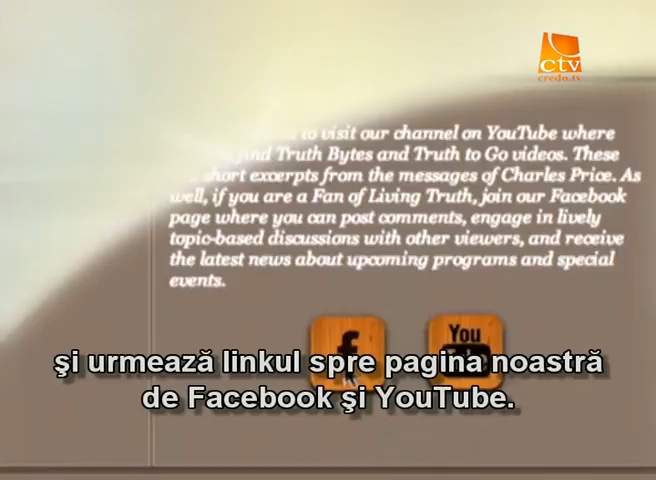 ctv
credo.tv
to visit our channel on YouTube where
find Truth Bytes and Truth to Go videos. These
short excerpts from the messages of Charles Price. As
well, if you are a Fan of Living Truth, join our Facebook
page where you can post comments, engage in lively
topic-based discussions with other viewers, and receive
the latest news about upcoming programs and special
events.
f
You
şi urmează linkul spre pagina noastră
de Facebook şi YouTube.